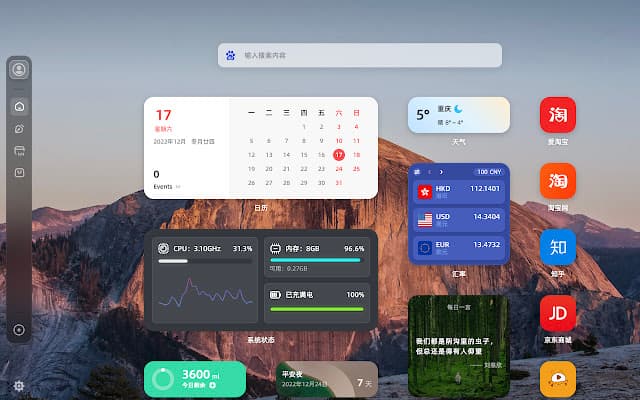 输入搜索内容
17
星期六
2022年12月 冬月廿四
0
Events
一 二 三 四 五 六 日
1 2 3 4
5 6 7 8 9 10 11
12 13 14 15 16 17 18
19 20 21 22 23 24 25
26 27 28 29 30 31
日历
5°
重庆
晴 8° ~ 4°
天气
淘
爱淘宝
100 CNY
HKD
港币
112.1401
USD
美元
14.3404
EUR
欧元
13.4732
汇率
淘
淘宝网
知
知乎
CPU: 3.10GHz 31.3%
内存: 8GB 96.6%
可用: 0.27GB
已充满电 100%
系统状态
每日一言
我们都是阴沟里的虫子，
但总还是得有人仰望
—— 刘慈欣
JD
京东商城
3600 ml
今日剩余
平安夜
2022年12月24日
7 天